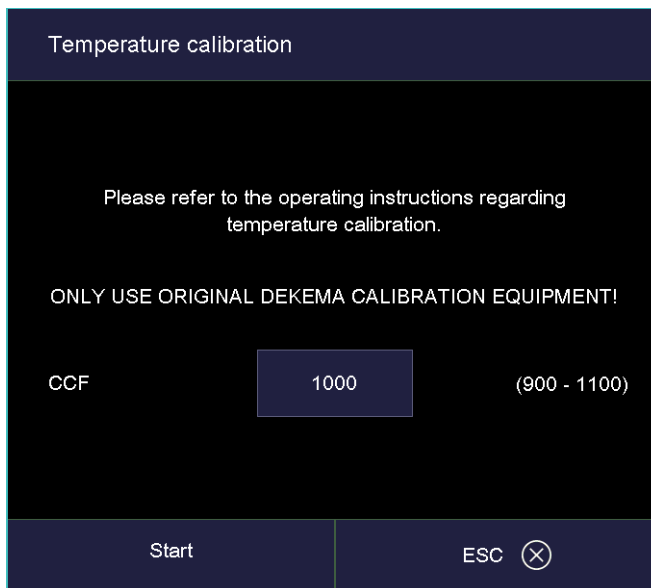 Temperature calibration
Please refer to the operating instructions regarding
temperature calibration.
ONLY USE ORIGINAL DEKEMA CALIBRATION EQUIPMENT!
CCF 1000 (900 - 1100)
Start ESC